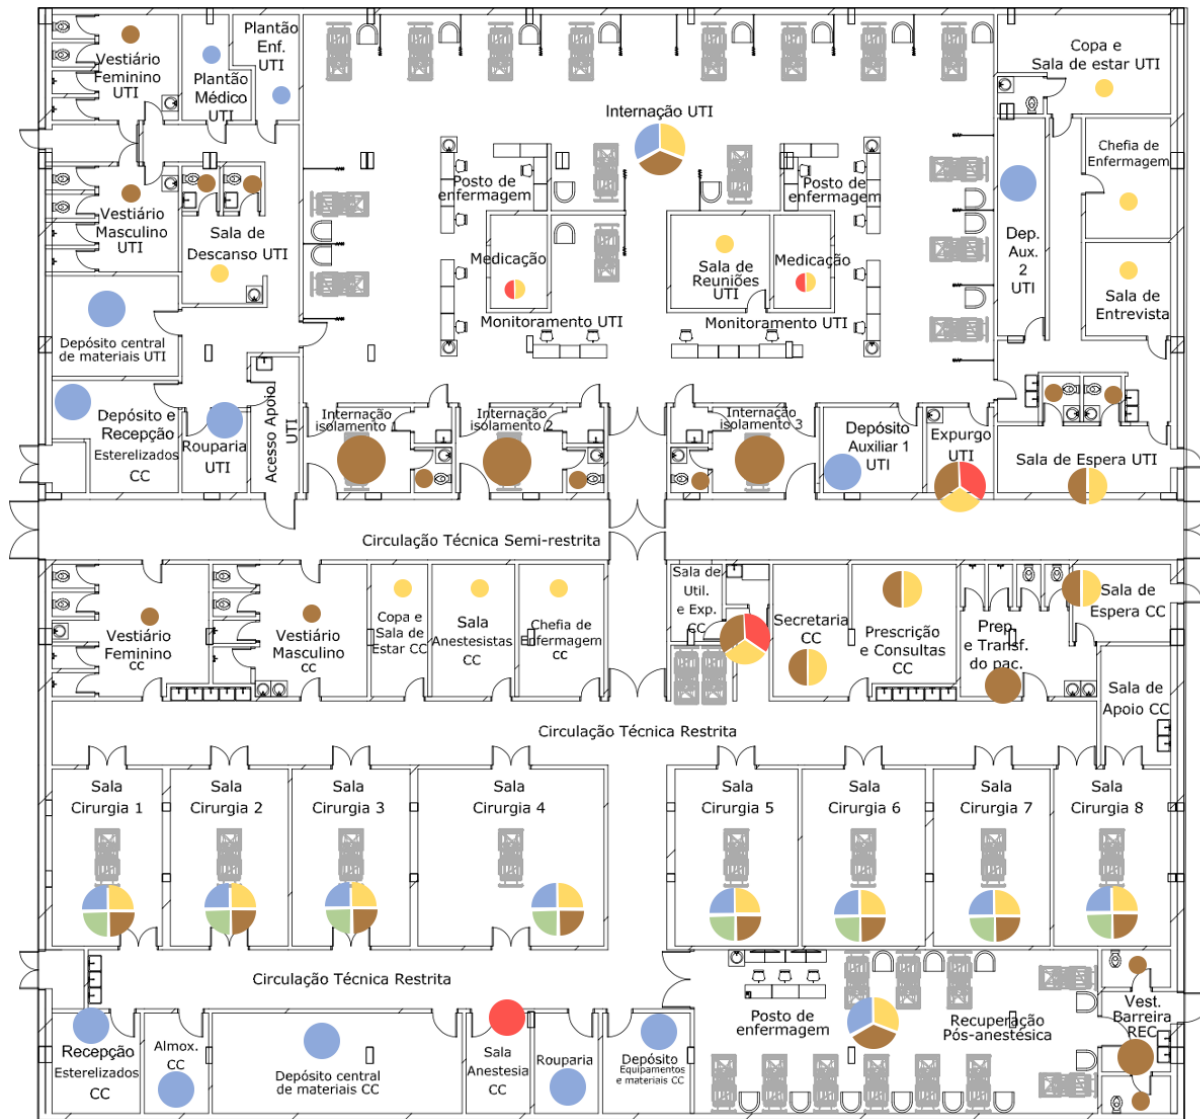 Vestiário
Feminino
UTI
Plantão
Médico
UTI
Plantão
Enf.
UTI
Internação UTI
Copa e
Sala de estar UTI
Chefia de
Enfermagem
Vestiário
Masculino
UTI
Sala de
Descanso UTI
Posto de
enfermagem
Posto de
enfermagem
Medicação
Sala de
Reuniões
UTI
Medicação
Dep.
Aux.
2
UTI
Sala de
Entrevista
Monitoramento UTI
Monitoramento UTI
Depósito central
de materiais UTI
Depósito e
Recepção
Esterelizados
CC
Rouparia
UTI
Acesso Apoio.
UTI
Internação
isolamento
Internação
isolamento 2
Internação
isolamento 3
Depósito
Auxiliar 1
UTI
Expurgo
UTI
Sala de Espera UTI
Circulação Técnica Semi-restrita
Vestiário
Feminino
CC
Vestiário
Masculino
CC
Copa e
Sala de
Estar CC
Sala
Anestesistas
CC
Chefia de
Enfermagem
CC
Sala de
Util.
e Exp.
CC
Secretaria
CC
Prescrição
e Consultas
CC
Prep.
e Transf.
do pac.
Sala de
Espera CC
Sala de
Apoio CC
Circulação Técnica Restrita
Sala
Cirurgia 1
Sala
Cirurgia 2
Sala
Cirurgia 3
Sala
Cirurgia 4
Sala
Cirurgia 5
Sala
Cirurgia 6
Sala
Cirurgia 7
Sala
Cirurgia 8
Circulação Técnica Restrita
Recepção
Esterelizados
CC
Almox.
CC
Depósito central
de materiais CC
Sala
Anestesia
CC
Rouparia
Depósito
Equipamentos
e materiais CC
Posto de
enfermagem
Recuperação
Pós-anestésica
Vest.
Barreira
REC